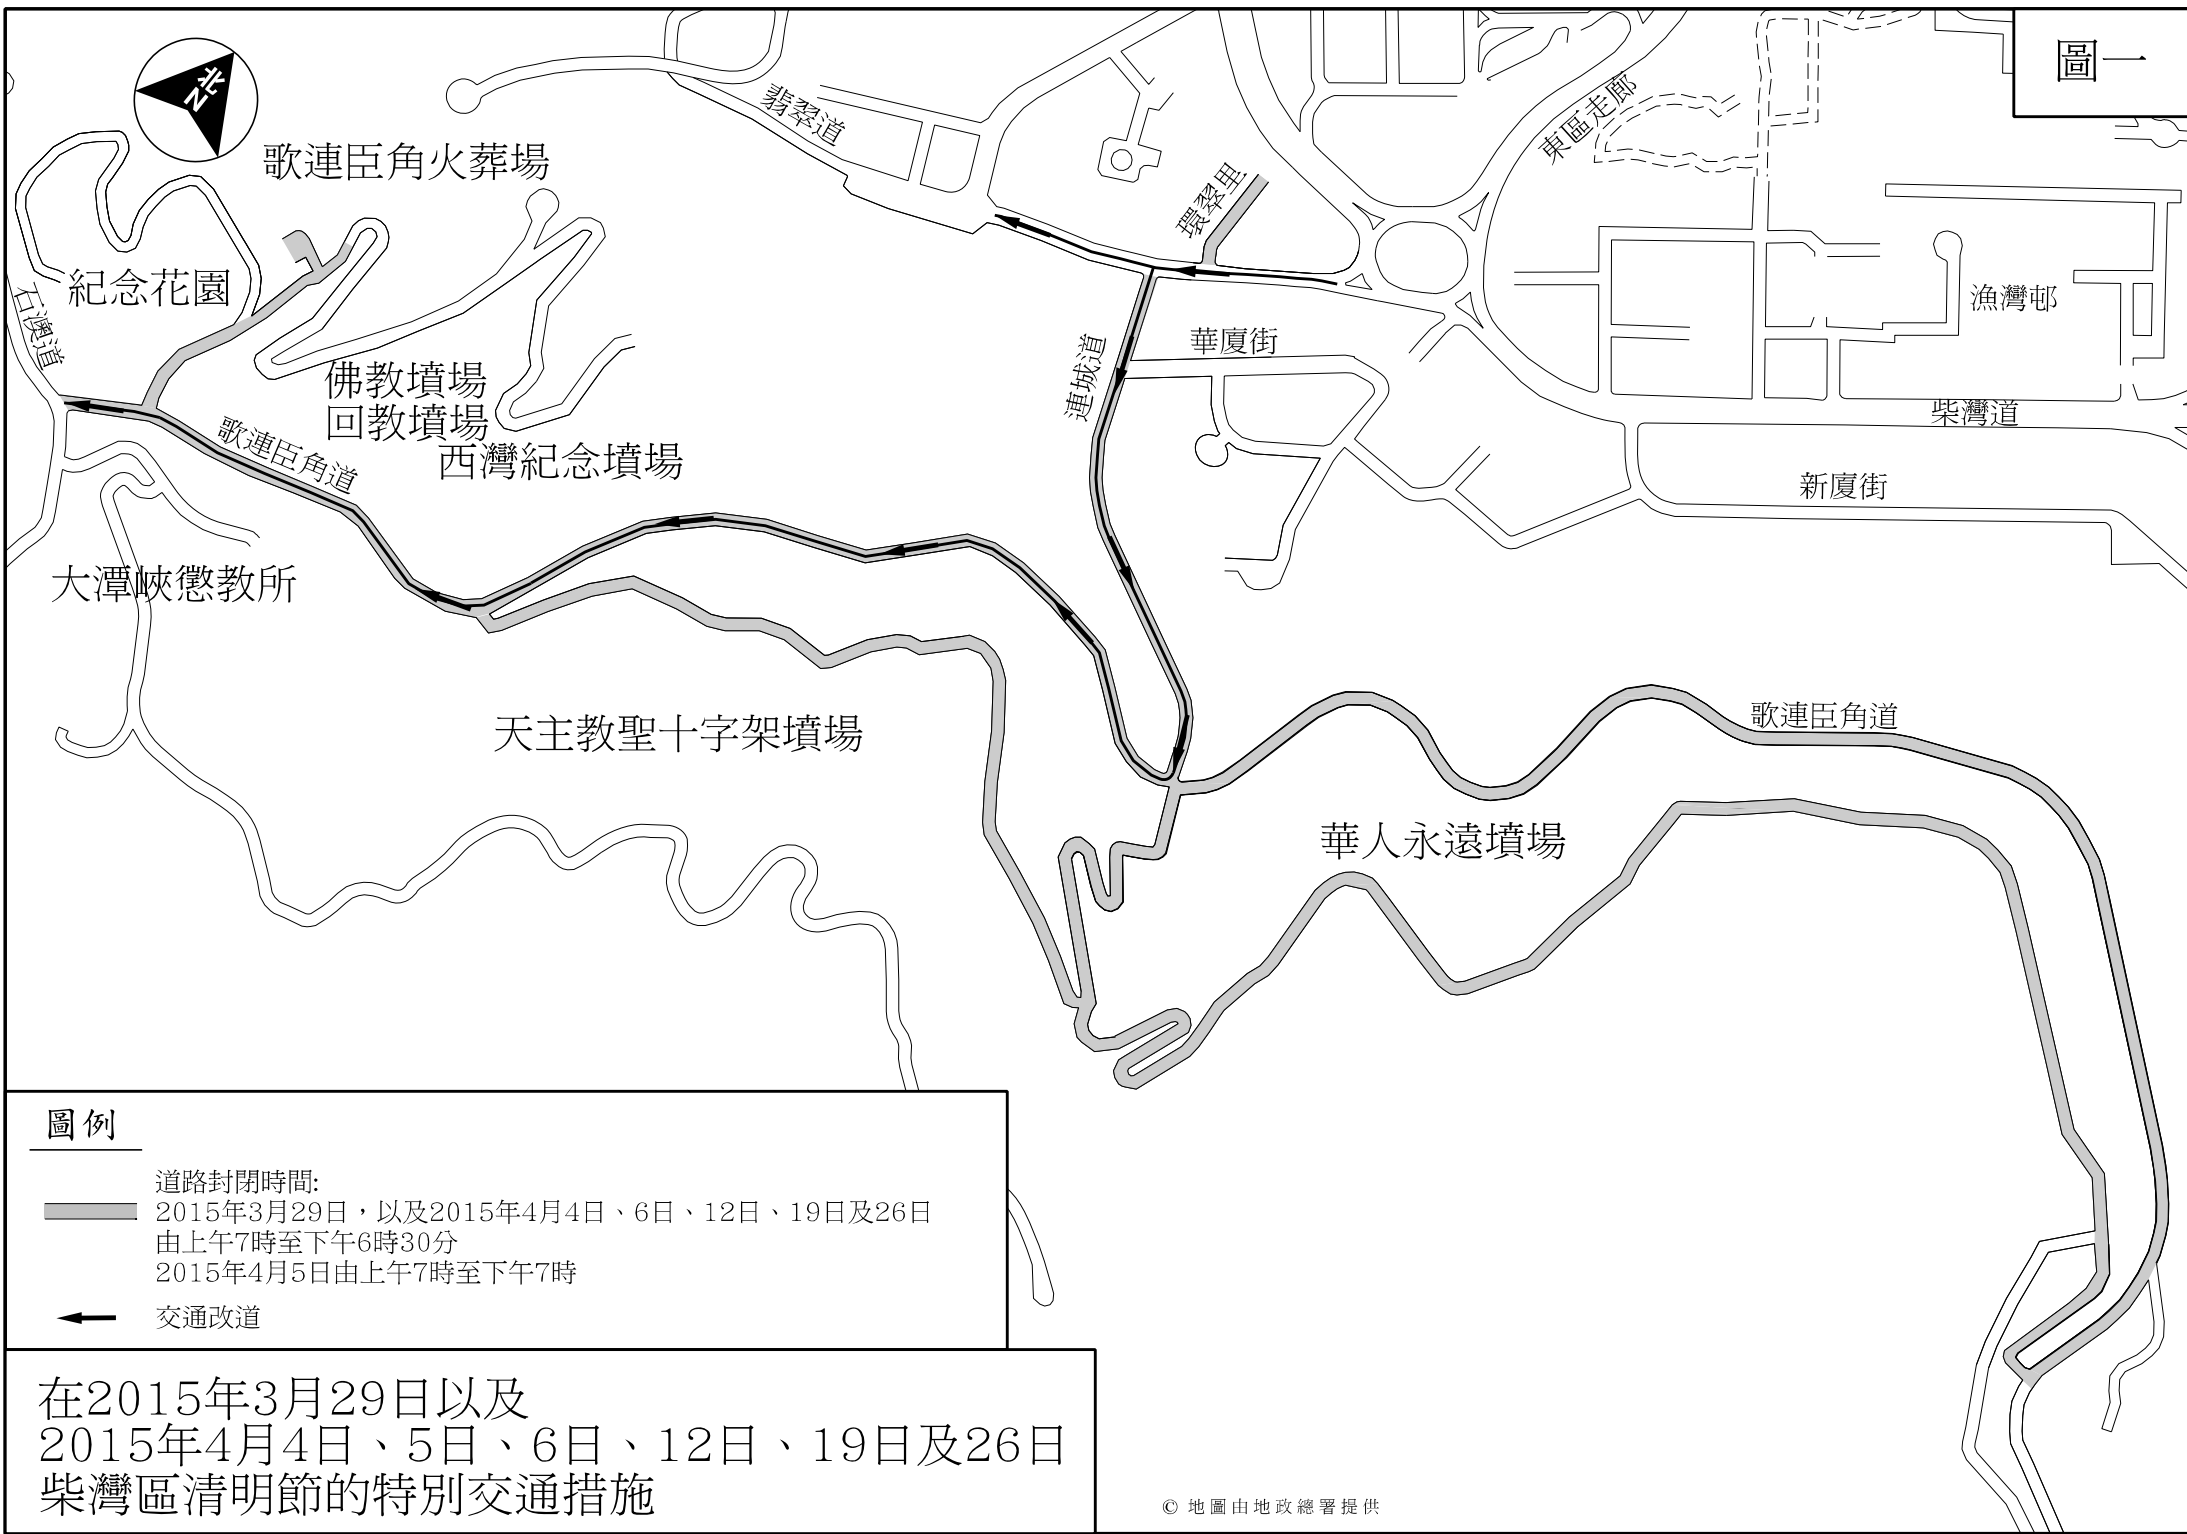 圖一
北
N
翡翠道
東區走廊
歌連臣角火葬場
環翠里
紀念花園
石澳道
漁灣邨
華廈街
連城道
佛教墳場
回教墳場
西灣紀念墳場
歌連臣角道
柴灣道
新廈街
大潭峽懲教所
天主教聖十字架墳場
歌連臣角道
華人永遠墳場
圖例
道路封閉時間:
2015年3月29日，以及2015年4月4日、6日、12日、19日及26日
由上午7時至下午6時30分
2015年4月5日由上午7時至下午7時
交通改道
在2015年3月29日以及
2015年4月4日、5日、6日、12日、19日及26日
柴灣區清明節的特別交通措施
© 地圖由地政總署提供